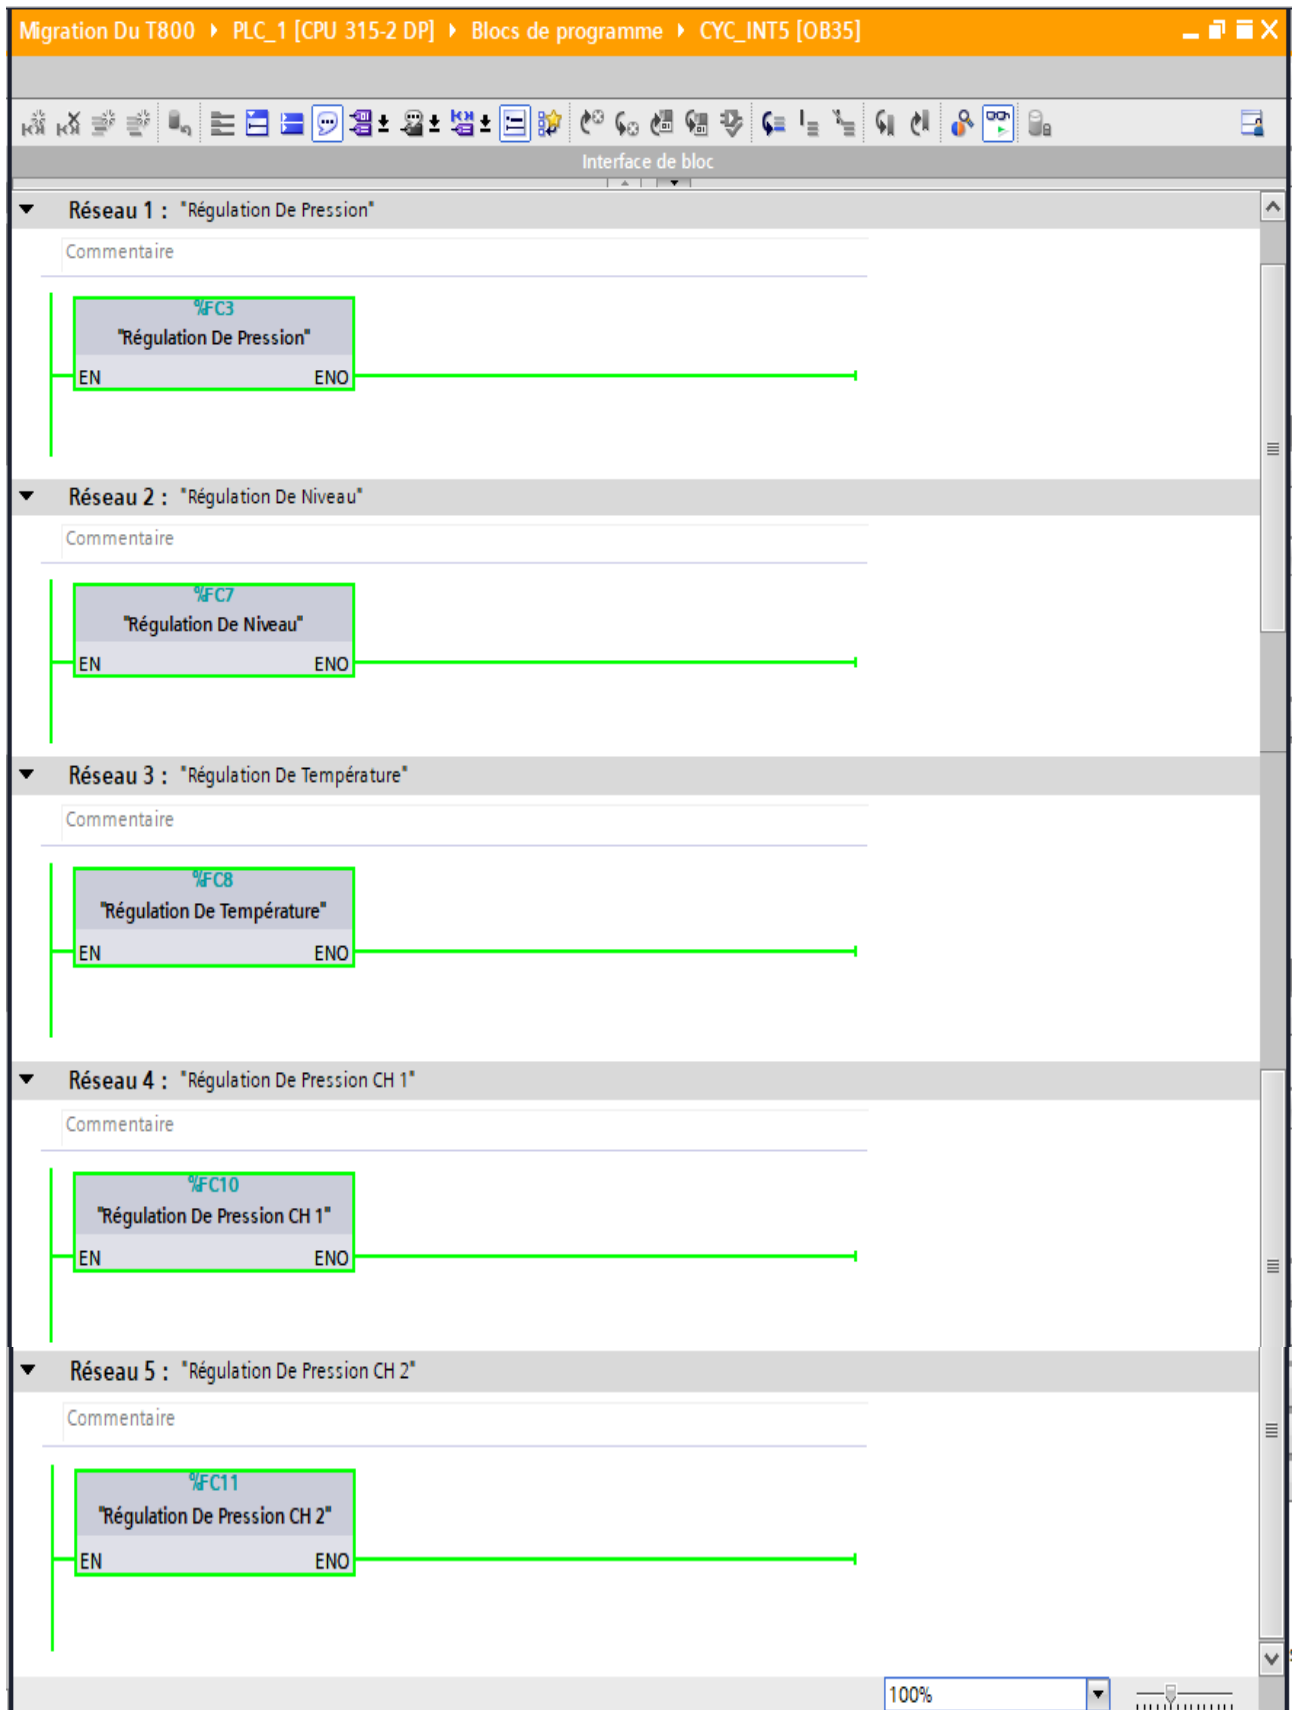 Migration Du T800 ▸ PLC_1 [CPU 315-2 DP] ▸ Blocs de programme ▸ CYC_INT5 [OB35]
Interface de bloc
Réseau 1 : "Régulation De Pression"
Commentaire
%FC3
"Régulation De Pression"
EN ENO
Réseau 2 : "Régulation De Niveau"
Commentaire
%FC7
"Régulation De Niveau"
EN ENO
Réseau 3 : "Régulation De Température"
Commentaire
%FC8
"Régulation De Température"
EN ENO
Réseau 4 : "Régulation De Pression CH 1"
Commentaire
%FC10
"Régulation De Pression CH 1"
EN ENO
Réseau 5 : "Régulation De Pression CH 2"
Commentaire
%FC11
"Régulation De Pression CH 2"
EN ENO
100%